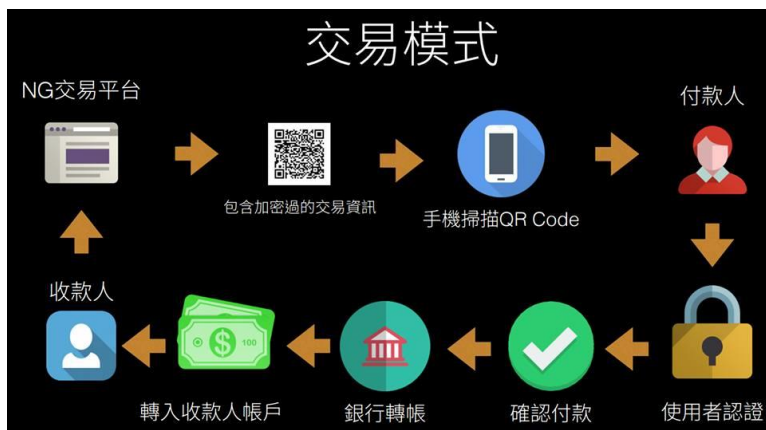 交易模式
NG交易平台
付款人
包含加密過的交易資訊
手機掃描QR Code
收款人
100
轉入收款人帳戶
銀行轉帳
確認付款
使用者認證